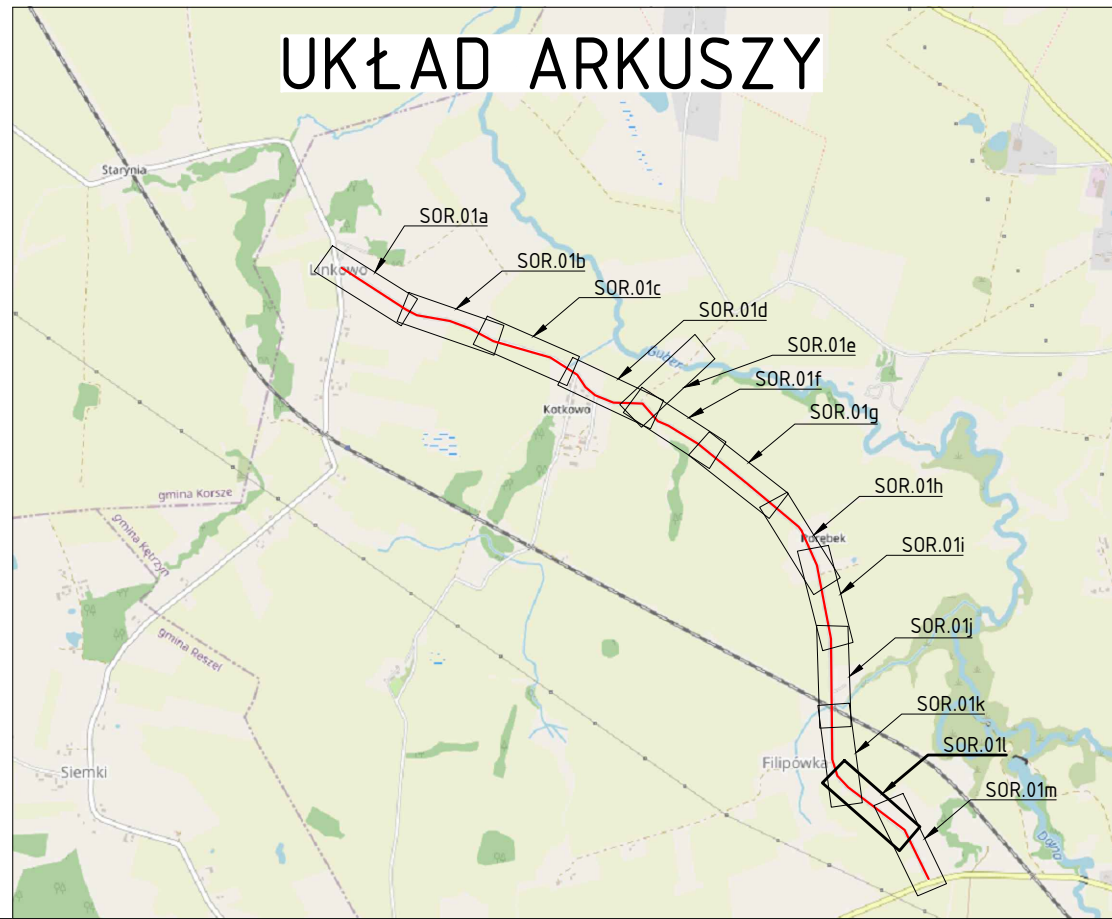 UKŁAD ARKUSZY
Starynia
SOR.01a
Linkowo
SOR.01b
SOR.01c
SOR.01d
SOR.01e
Guber
SOR.01f
Kotkowo
SOR.01g
SOR.01h
gmina Korsze
gmina Kętrzyn
Porębek
SOR.01i
SOR.01j
gmina Reszel
SOR.01k
SOR.01l
Filipówka
Siemki
SOR.01m
Dajna